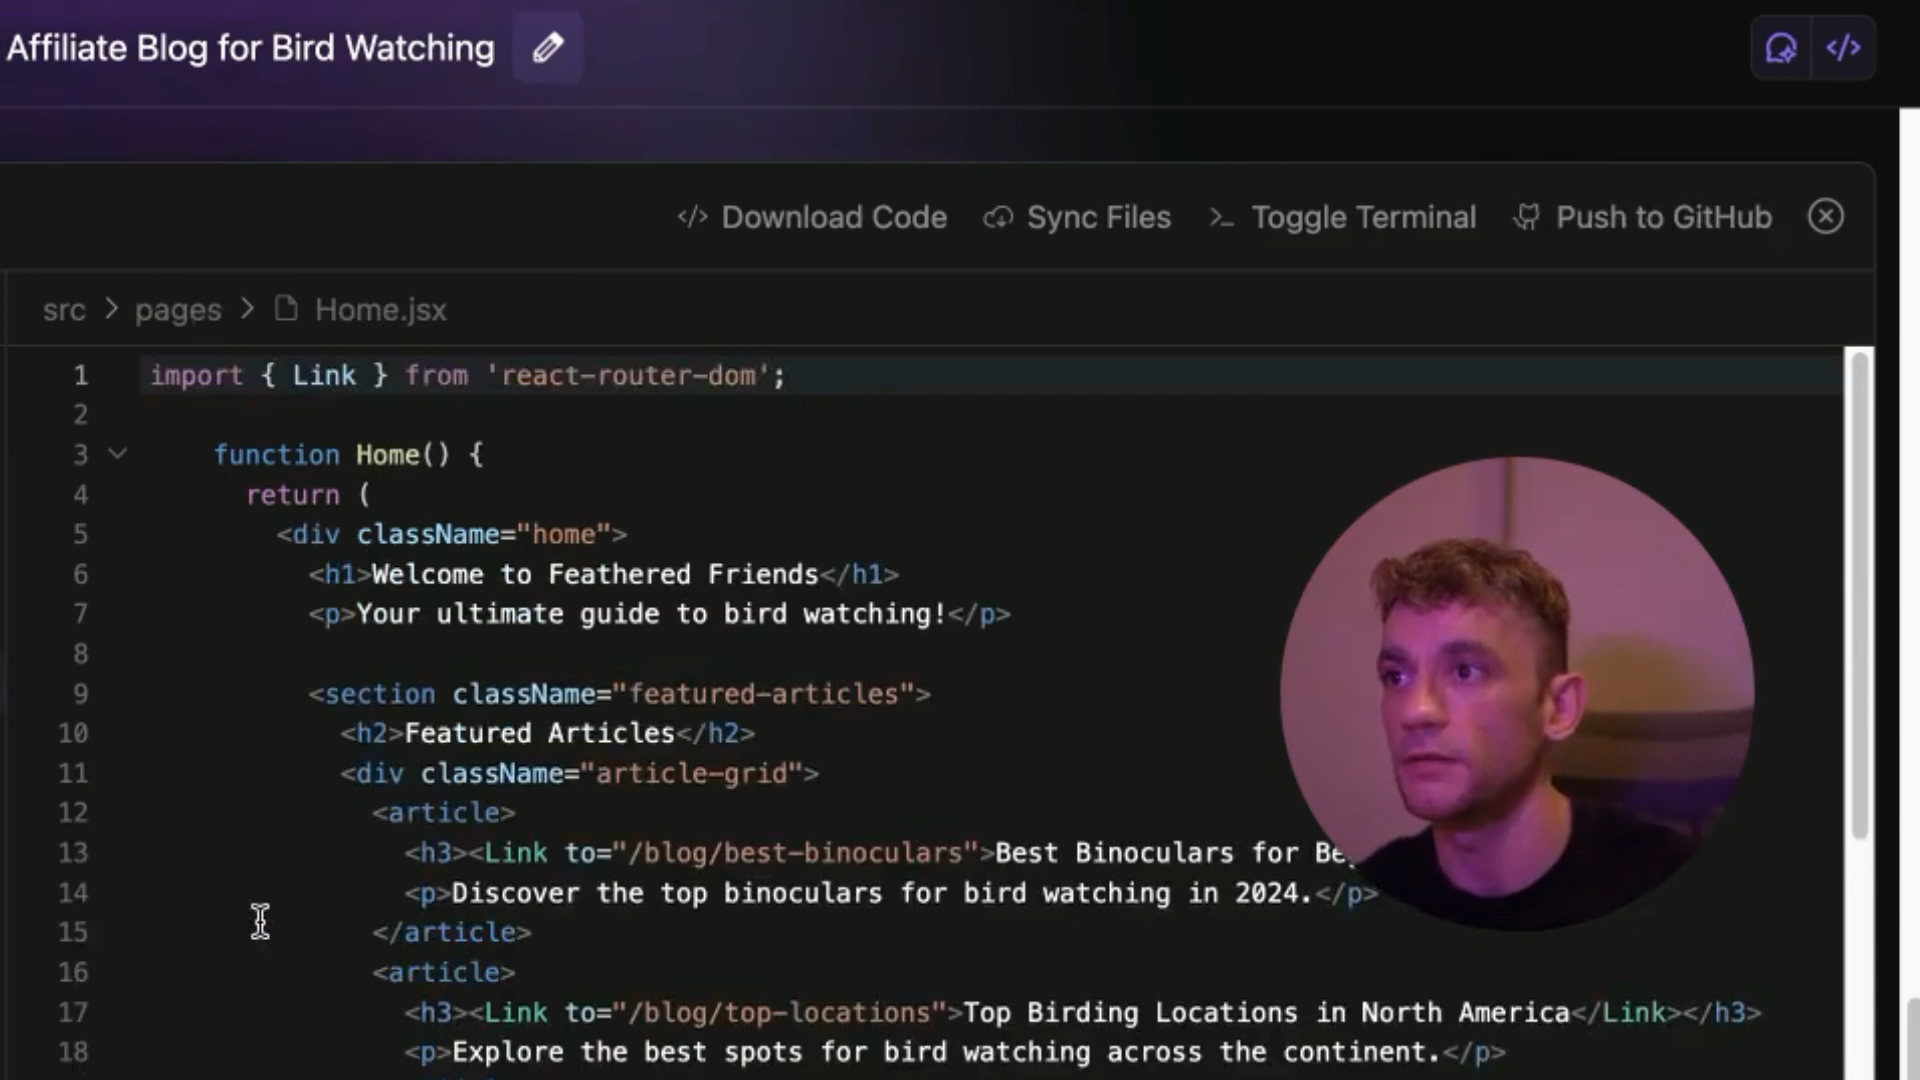 Affiliate Blog for Bird Watching
</>
</> Download Code Sync Files >_ Toggle Terminal Push to GitHub
src > pages > Home.jsx
1 import { Link } from 'react-router-dom';
2
3 function Home() {
4 return (
5 <div className="home">
6 <h1>Welcome to Feathered Friends</h1>
7 <p>Your ultimate guide to bird watching!</p>
8
9 <section className="featured-articles">
10 <h2>Featured Articles</h2>
11 <div className="article-grid">
12 <article>
13 <h3><Link to="/blog/best-binoculars">Best Binoculars for
14 <p>Discover the top binoculars for bird watching in 2024.</p>
15 </article>
16 <article>
17 <h3><Link to="/blog/top-locations">Top Birding Locations in North America</Link></h3>
18 <p>Explore the best spots for bird watching across the continent.</p>